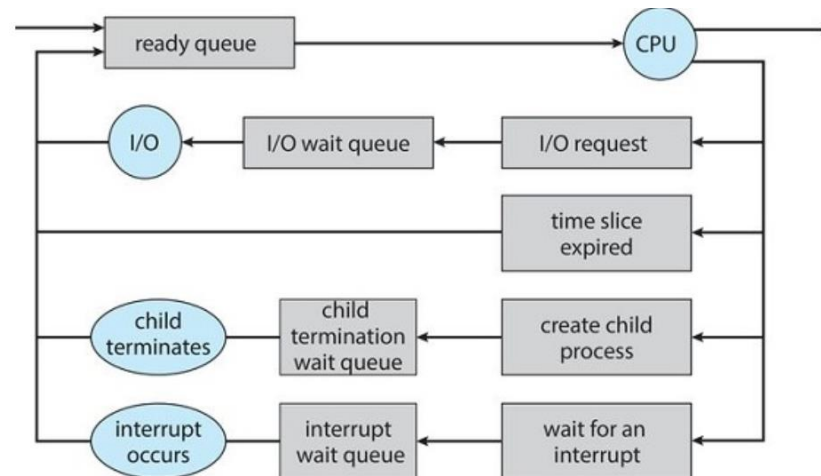 ready queue
CPU
I/O
I/O wait queue
I/O request
time slice
expired
child
terminates
child
termination
wait queue
create child
process
interrupt
occurs
interrupt
wait queue
wait for an
interrupt